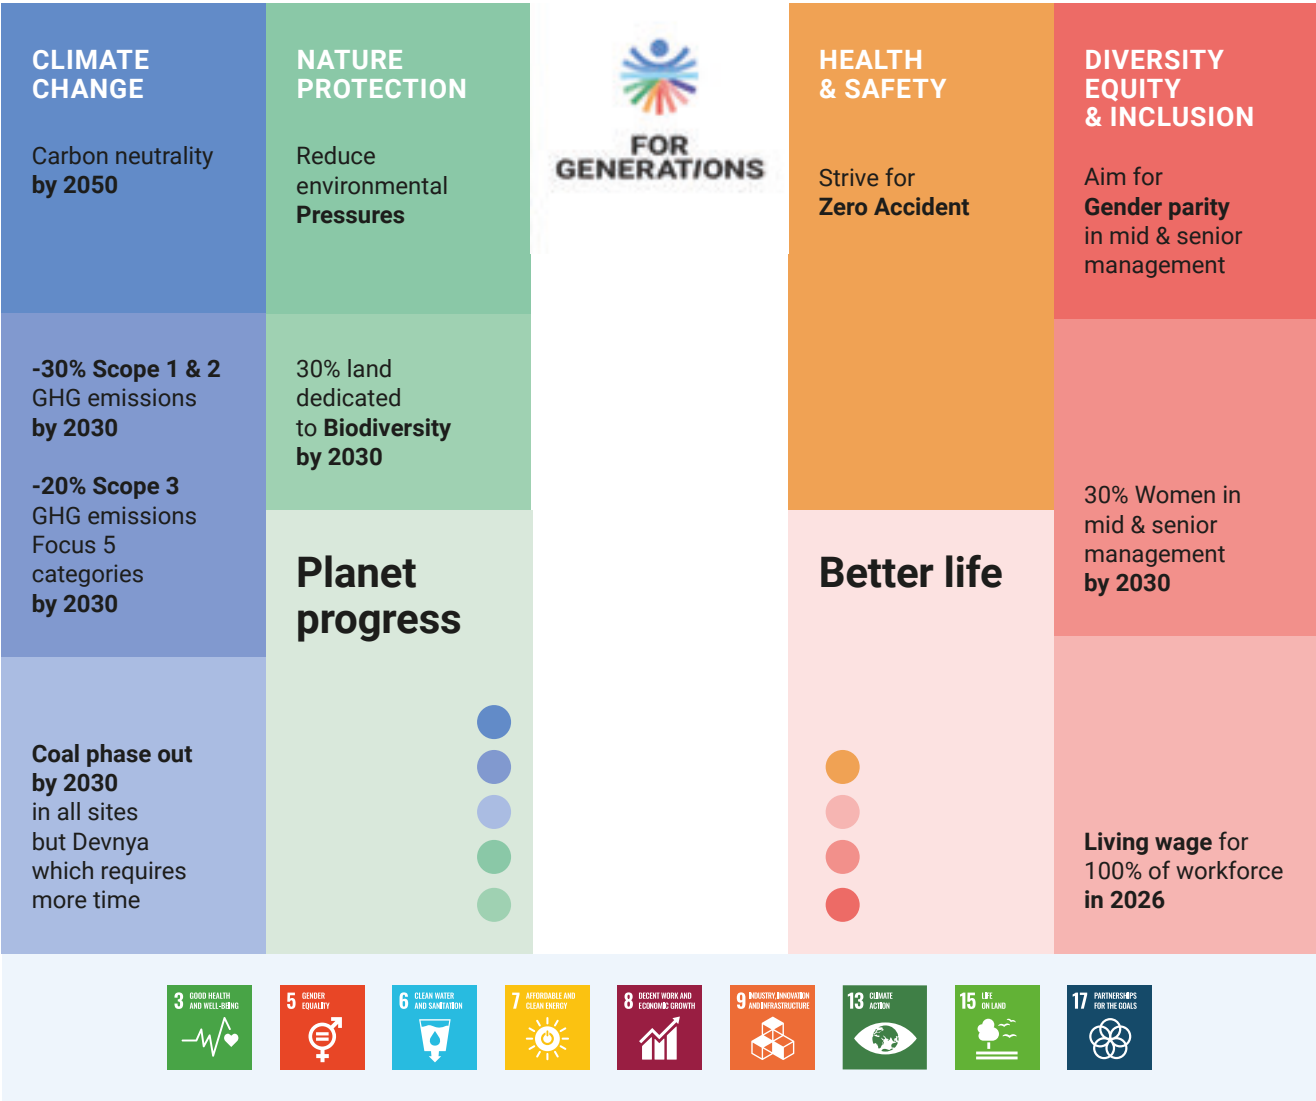 CLIMATE
CHANGE
Carbon neutrality
by 2050
-30% Scope 1 & 2
GHG emissions
by 2030
-20% Scope 3
GHG emissions
Focus 5
categories
by 2030
Coal phase out
by 2030
in all sites
but Devnya
which requires
more time
NATURE
PROTECTION
Reduce
environmental
Pressures
30% land
dedicated
to Biodiversity
by 2030
Planet
progress
FOR
GENERATIONS
HEALTH
& SAFETY
Strive for
Zero Accident
Better life
DIVERSITY
EQUITY
& INCLUSION
Aim for
Gender parity
in mid & senior
management
30% Women in
mid & senior
management
by 2030
Living wage for
100% of workforce
in 2026
3 GOOD HEALTH
AND WELL-BEING
5 GENDER
EQUALITY
6 CLEAN WATER
AND SANITATION
7 AFFORDABLE AND
CLEAN ENERGY
8 DECENT WORK AND
ECONOMIC GROWTH
9 INDUSTRY, INNOVATION
AND INFRASTRUCTURE
13 CLIMATE
ACTION
15 LIFE
ON LAND
17 PARTNERSHIPS
FOR THE GOALS